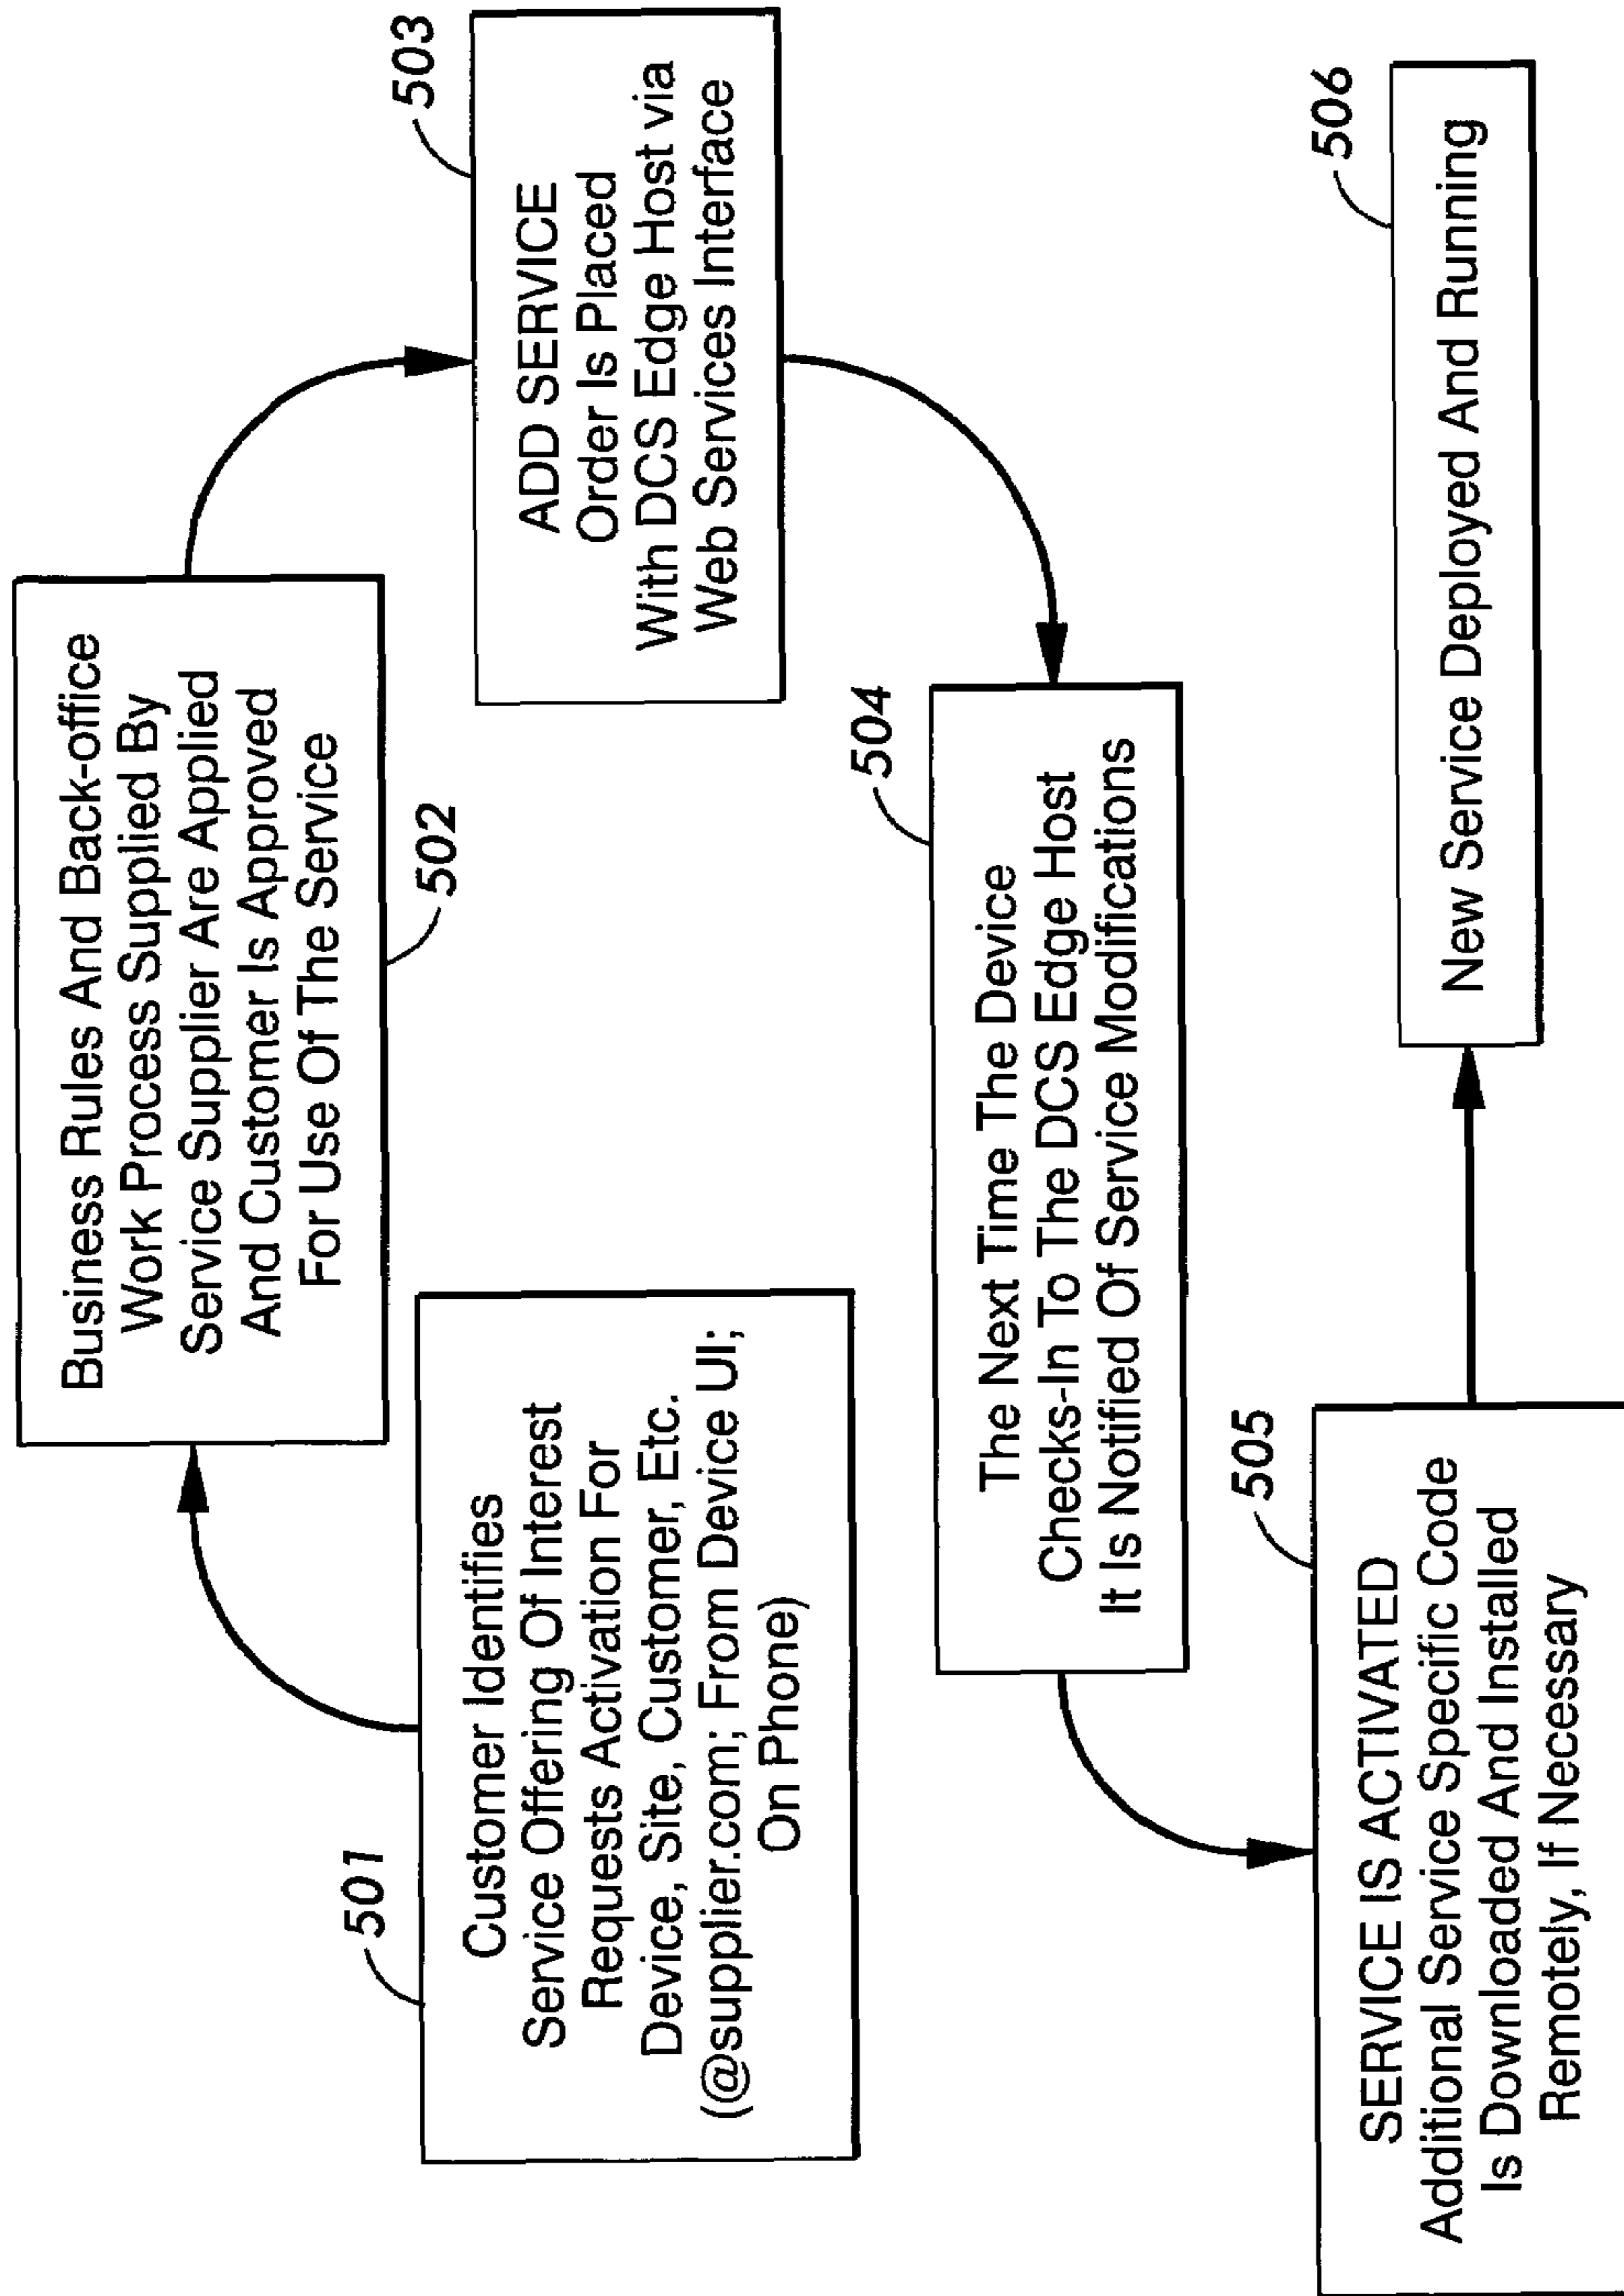 501
Customer Identifies
Service Offering Of Interest
Requests Activation For
Device, Site, Customer, Etc.
(@supplier.com; From Device UI;
On Phone)
Business Rules And Back-office
Work Process Supplied By
Service Supplier Are Applied
And Customer Is Approved
For Use Of The Service
502
503
ADD SERVICE
Order Is Placed
With DCS Edge Host via
Web Services Interface
504
The Next Time The Device
Checks-In To The DCS Edge Host
It Is Notified Of Service Modifications
505
SERVICE IS ACTIVATED
Additional Service Specific Code
Is Downloaded And Installed
Remotely, If Necessary
506
New Service Deployed And Running